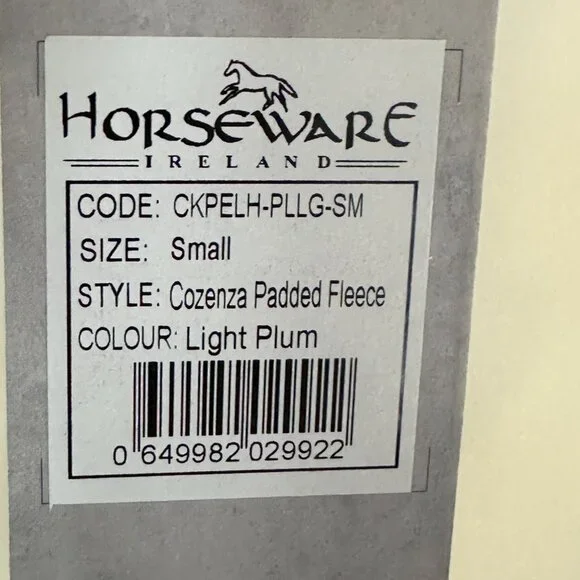 HORSEWARE
IRELAND
CODE: CKPELH-PLLG-SM
SIZE: Small
STYLE: Cozenza Padded Fleece
COLOUR: Light Plum
0 649982 029922